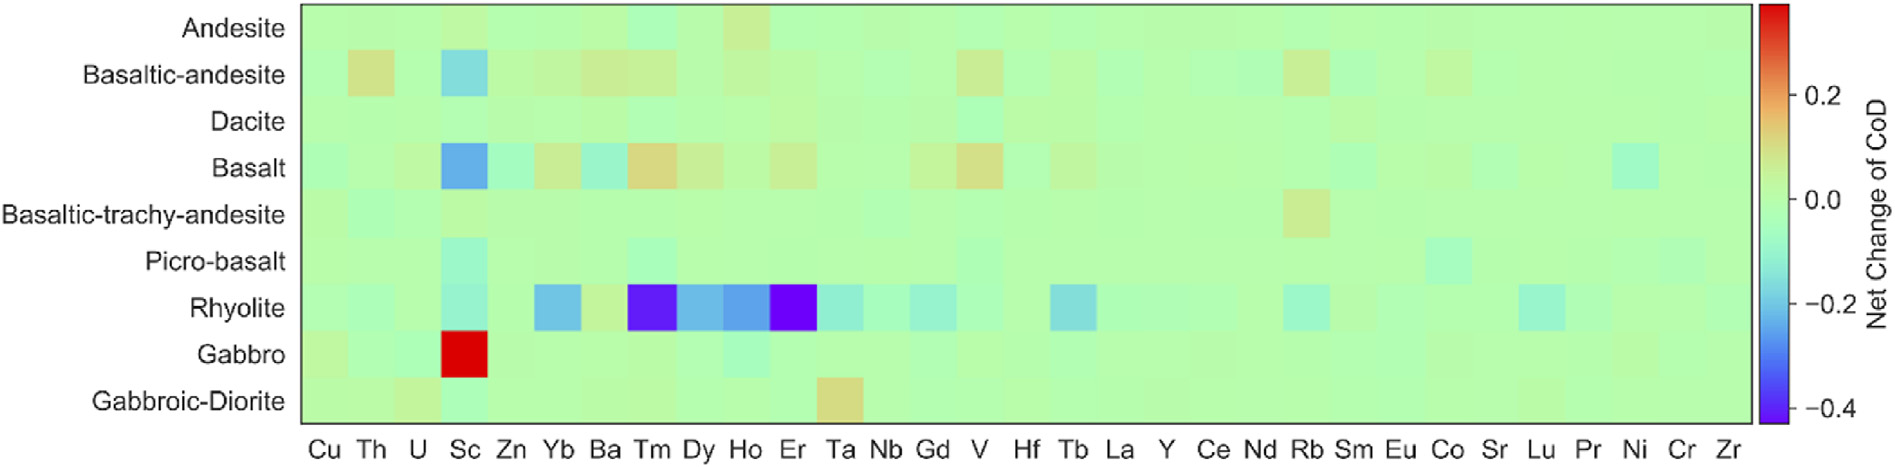 Andesite
Basaltic-andesite
Dacite
Basalt
Basaltic-trachy-andesite
Picro-basalt
Rhyolite
Gabbro
Gabbroic-Diorite
Cu Th U Sc Zn Yb Ba Tm Dy Ho Er Ta Nb Gd V Hf Tb La Y Ce Nd Rb Sm Eu Co Sr Lu Pr Ni Cr Zr
0.2
0.0
−0.2
−0.4
Net Change of CoD